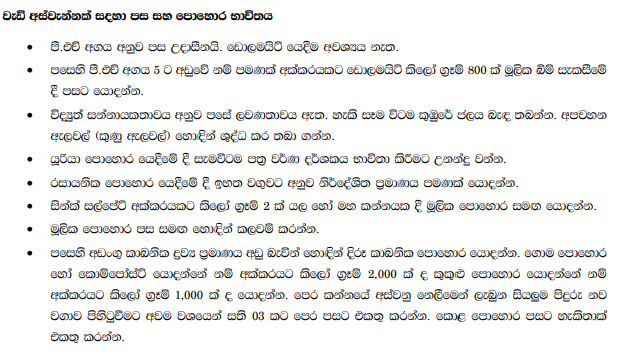 වැඩි අස්වැන්නක් සඳහා පස සහ පොහොර භාවිතය
• පී.එච් අගය අනුව පස උදාසීනයි. ඩොලමයිට් යෙදීම අවශ්‍යය නැත.
• පසෙහි පී.එච් අගය 5 ට අඩුවේ නම් පමණක් අක්කරයකට ඩොලමයිට් කිලෝ ග්‍රෑම් 800 ක් මූලික බිම් සැකසීමේ
දී පසට යොදන්න.
• විද්‍යුත් සන්නායකතාවය අනුව පසේ ලවණතාවය ඇත. හැකි සෑම විටම කුඹුරේ ජලය බැඳ තබන්න. අපවහන
ඇලවල් (කුණු ඇලවල්) හොඳින් ශුද්ධ කර තබා ගන්න.
• යූරියා පොහොර යෙදීමේ දී සැමවිටම පත්‍ර වර්ණ දර්ශකය භාවිතා කිරීමට උනන්දු වන්න.
• රසායනික පොහොර යෙදීමේ දී ඉහත වගුවට අනුව නිර්දේශිත ප්‍රමාණය පමණක් යොදන්න.
• සින්ක් සල්පේට් අක්කරයකට කිලෝ ග්‍රෑම් 2 ක් යල හෝ මහ කන්නයක දී මූලික පොහොර සමඟ යොදන්න.
• මූලික පොහොර පස සමඟ හොඳින් කලවම් කරන්න.
• පසෙහි අඩංගු කාබනික ද්‍රව්‍ය ප්‍රමාණය අඩු බැවින් හොඳින් දිරූ කාබනික පොහොර යොදන්න. ගොම පොහොර
හෝ කොම්පෝස්ට් යොදන්නේ නම් අක්කරයට කිලෝ ග්‍රෑම් 2,000 ක් ද කුකුළු පොහොර යොදන්නේ නම්
අක්කරයට කිලෝ ග්‍රෑම් 1,000 ක් ද යොදන්න. පෙර කන්නයේ අස්වනු නෙලීමෙන් ලැබුන සියලුම පිදුරු නව
වගාව පිහිටුවීමට අවම වශයෙන් සති 03 කට පෙර පසට එකතු කරන්න. කොළ පොහොර පසට හැකිතාක්
එකතු කරන්න.